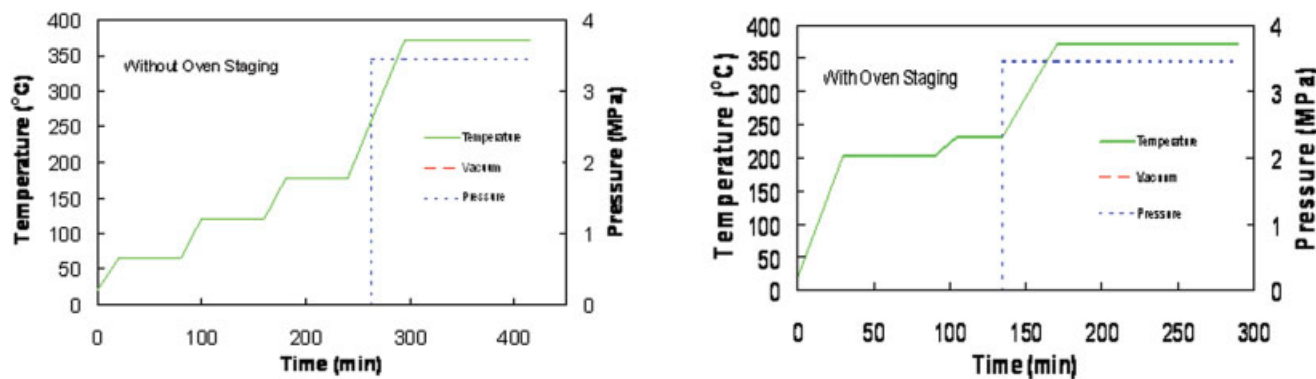 400
350
300
250
200
150
100
50
0
Temperature (°C)
Without Oven Staging
Temperature
Vacuum
Pressure
4
3
2
1
0
Pressure (MPa)
0 100 200 300 400
Time (min)
400
350
300
250
200
150
100
50
0
Temperature (°C)
With Oven Staging
Temperature
Vacuum
Pressure
4
3
2
1
0
Pressure (MPa)
0 50 100 150 200 250 300
Time (min)